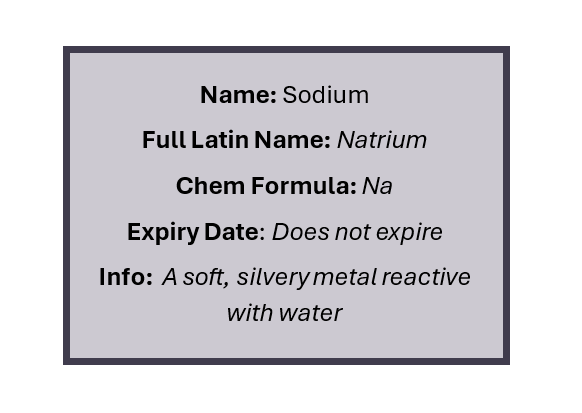 Name: Sodium
Full Latin Name: Natrium
Chem Formula: Na
Expiry Date: Does not expire
Info: A soft, silvery metal reactive
with water